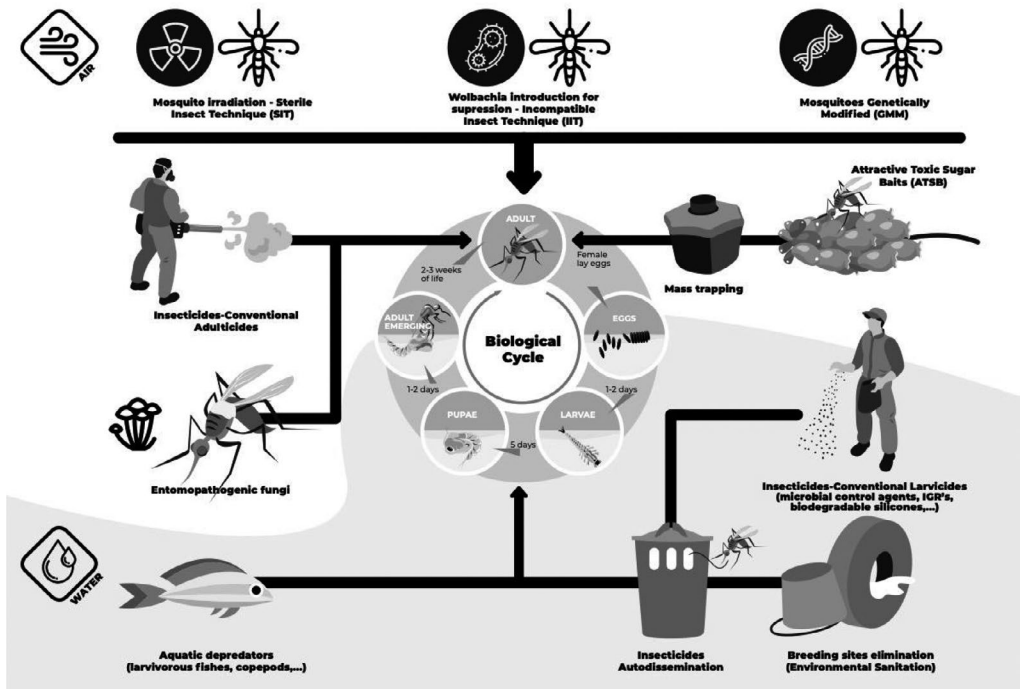 AIR
Mosquito irradiation - Sterile
Insect Technique (SIT)
Wolbachia introduction for
supression - Incompatible
Insect Technique (IIT)
Mosquitoes Genetically
Modified (GMM)
Attractive Toxic Sugar
Baits (ATSB)
Mass trapping
Insecticides-Conventional
Adulticides
ADULT
2-3 weeks
of life
Female
lay eggs
ADULT
EMERGING
EGGS
Biological
Cycle
1-2 days
1-2 days
PUPAE
LARVAE
5 days
Entomopathogenic fungi
Insecticides-Conventional Larvicides
(microbial control agents, IGR's,
biodegradable silicones,...)
WATER
Aquatic depredators
(larvivorous fishes, copepods,...)
Insecticides
Autodissemination
Breeding sites elimination
(Environmental Sanitation)